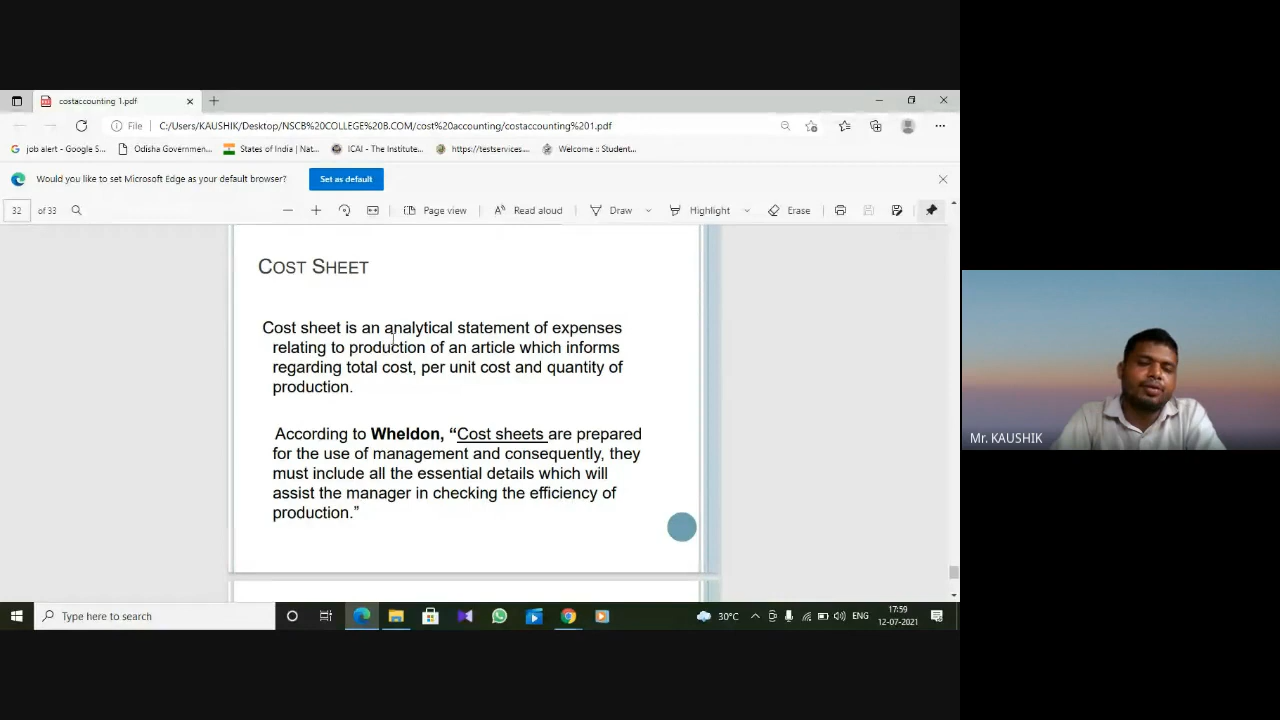 costaccounting 1.pdf
File
C:/Users/KAUSHIK/Desktop/NSCB%20COLLEGE%20B.COM/cost%20accounting/costaccounting%201.pdf
job alert - Google S...
Odisha Governmen...
States of India | Nat...
ICAI - The Institute...
https://testservices...
Welcome :: Student...
Would you like to set Microsoft Edge as your default browser?
Set as default
32 of 33
Page view
Read aloud
Draw
Highlight
Erase
COST SHEET
Cost sheet is an analytical statement of expenses
relating to production of an article which informs
regarding total cost, per unit cost and quantity of
production.
According to Wheldon, “Cost sheets are prepared
for the use of management and consequently, they
must include all the essential details which will
assist the manager in checking the efficiency of
production.”
Mr. KAUSHIK
Type here to search
30°C
ENG
17:59
12-07-2021